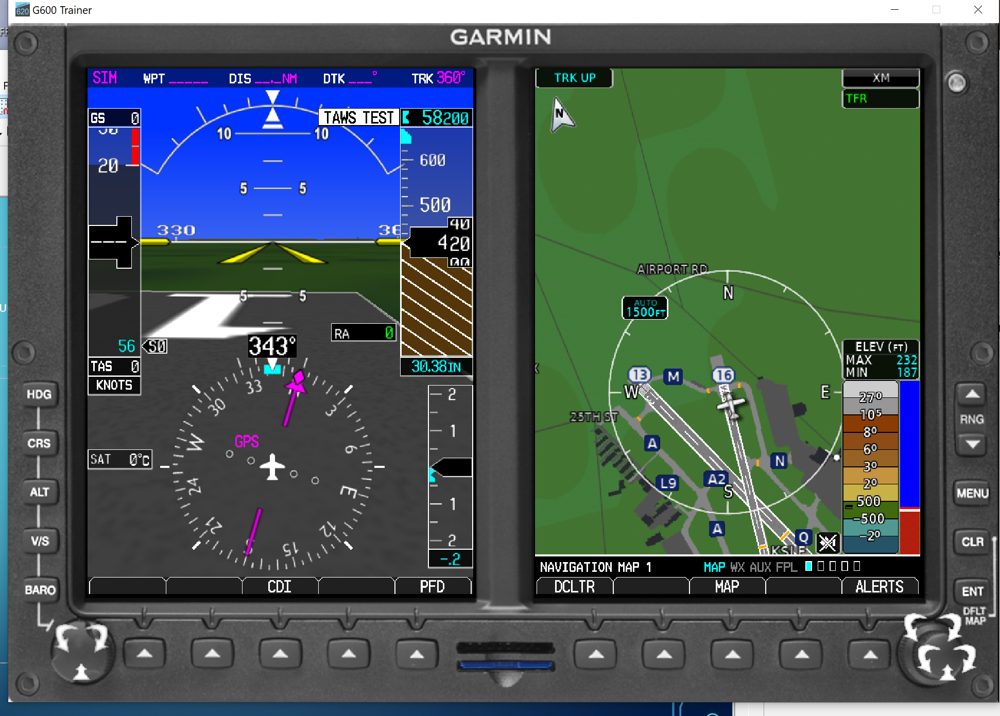 G600 Trainer
GARMIN
SIM WPT _____ DIS __._NM DTK ___° TRK 360°
GS 0
TAWS TEST
58200
10 10
20
600
5 5
500
330
40
420
00
5 5
RA 0
343°
56 S0
TAS 0
KNOTS
30.38IN
33
30
3
W
GPS
6
SAT 0°C
24
E
21
12
S
15
2
1
1
2
-.2
CDI
PFD
TRK UP
XM
TFR
N
AIRPORT RD
N
AUTO
1500FT
ELEV (FT)
MAX 232
MIN 187
13
M
16
W
E
25TH ST
A
N
L9
A2
S
A
Q
KSLE
27⁰
10⁵
8⁰
6⁰
3⁰
2⁰
500
-500
-2⁰
NAVIGATION MAP 1 MAP WX AUX FPL
DCLTR
MAP
ALERTS
HDG
CRS
ALT
V/S
BARO
RNG
MENU
CLR
ENT
DFLT
MAP
620